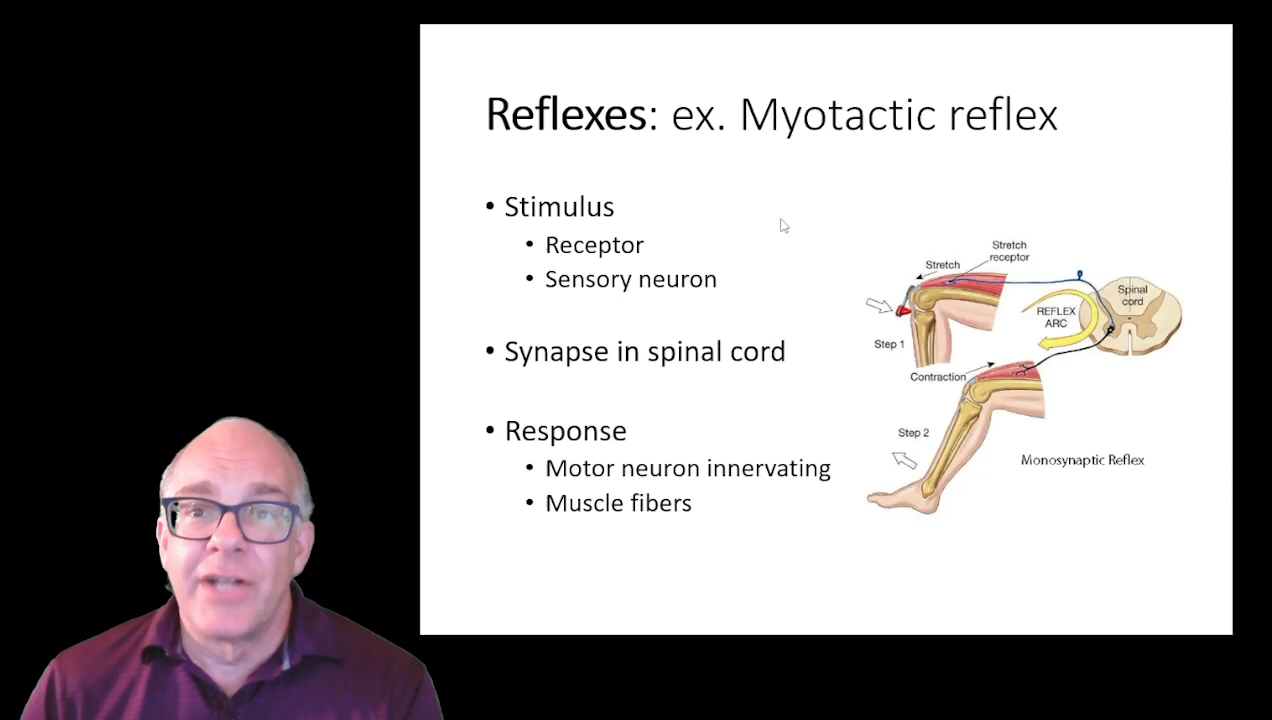 Reflexes: ex. Myotactic reflex
• Stimulus
• Receptor
• Sensory neuron
• Synapse in spinal cord
• Response
• Motor neuron innervating
• Muscle fibers
Stretch
receptor
Stretch
Spinal
cord
REFLEX
ARC
Step 1
Contraction
Step 2
Monosynaptic Reflex